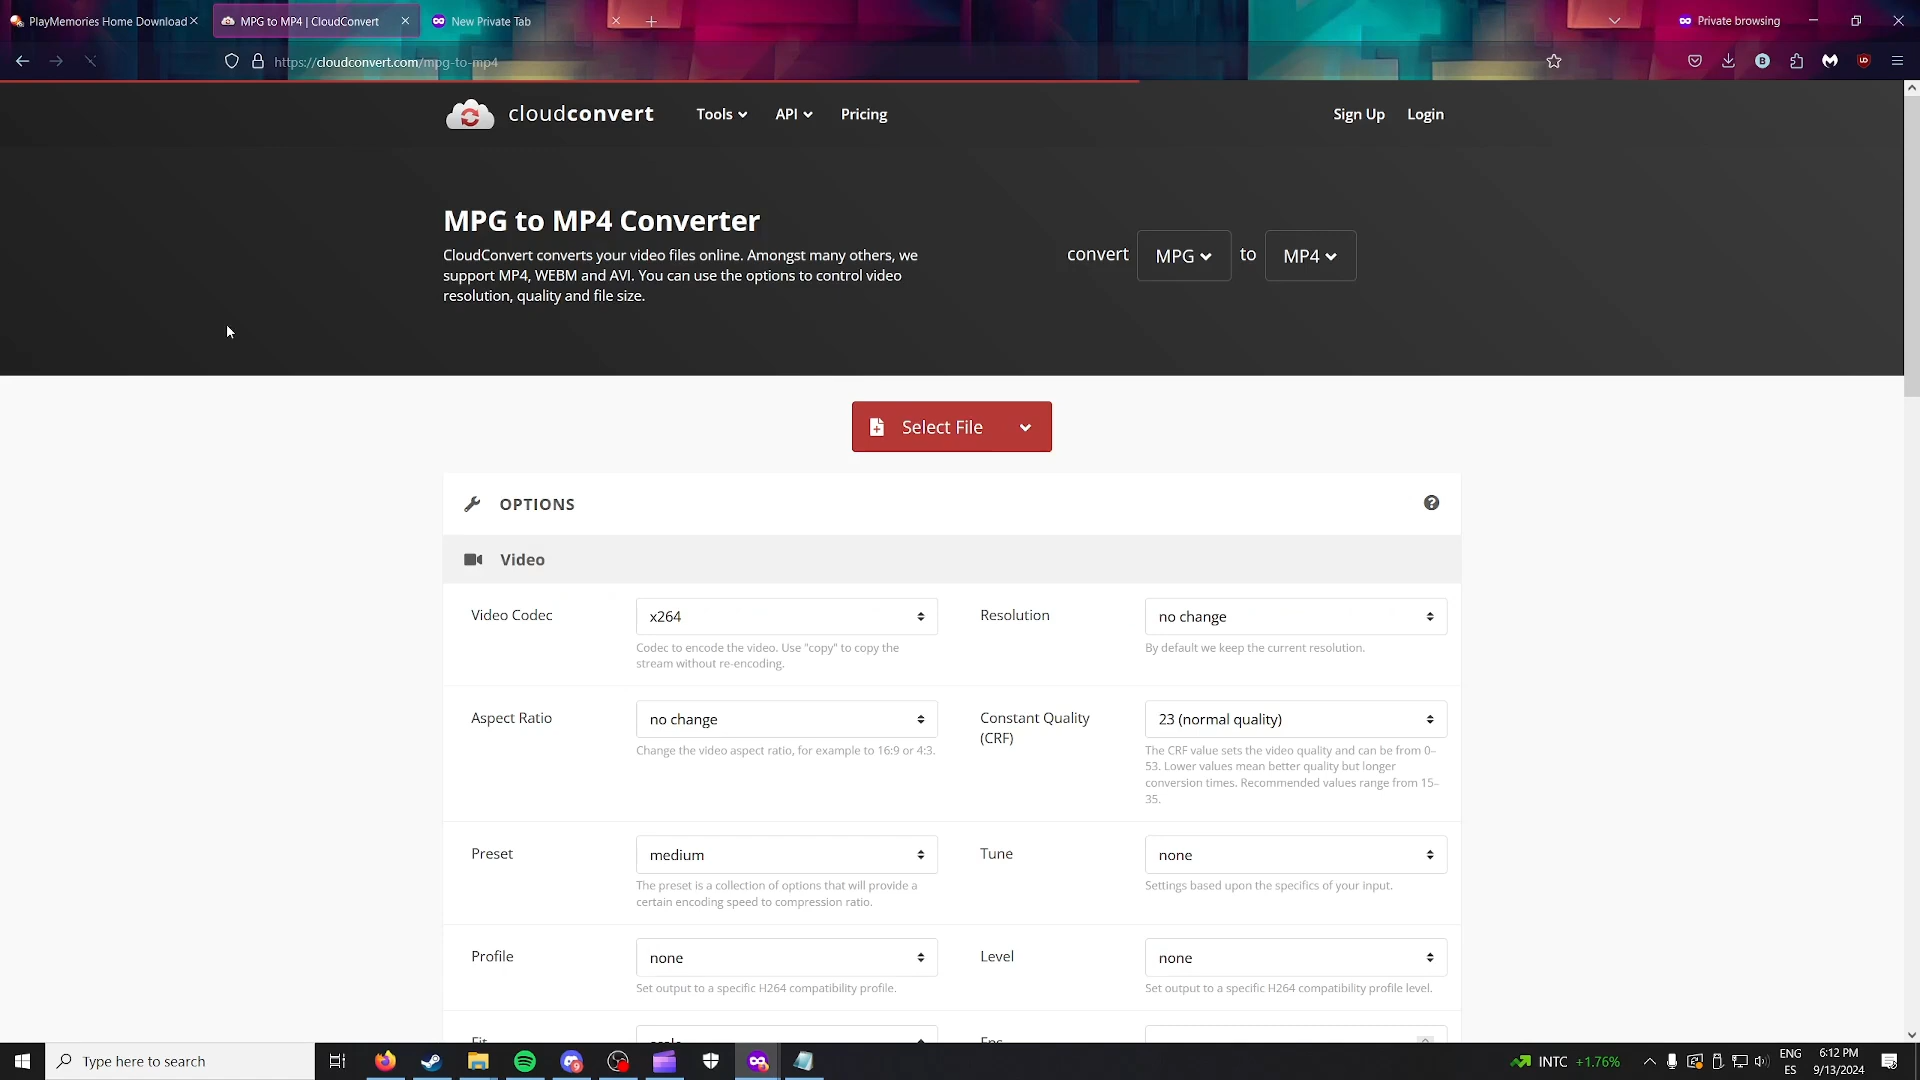 PlayMemories Home Download
MPG to MP4 | CloudConvert
New Private Tab
Private browsing
https://cloudconvert.com/mpg-to-mp4
cloudconvert
Tools
API
Pricing
Sign Up
Login
MPG to MP4 Converter
CloudConvert converts your video files online. Amongst many others, we
support MP4, WEBM and AVI. You can use the options to control video
resolution, quality and file size.
convert MPG to MP4
Select File
OPTIONS
Video
Video Codec
x264
Codec to encode the video. Use "copy" to copy the
stream without re-encoding.
Resolution
no change
By default we keep the current resolution.
Aspect Ratio
no change
Change the video aspect ratio, for example to 16:9 or 4:3.
Constant Quality
(CRF)
23 (normal quality)
The CRF value sets the video quality and can be from 0–
53. Lower values mean better quality but longer
conversion times. Recommended values range from 15–
35.
Preset
medium
The preset is a collection of options that will provide a
certain encoding speed to compression ratio.
Tune
none
Settings based upon the specifics of your input.
Profile
none
Set output to a specific H264 compatibility profile.
Level
none
Set output to a specific H264 compatibility profile level.
Type here to search
INTC +1.76%
ENG
ES
6:12 PM
9/13/2024